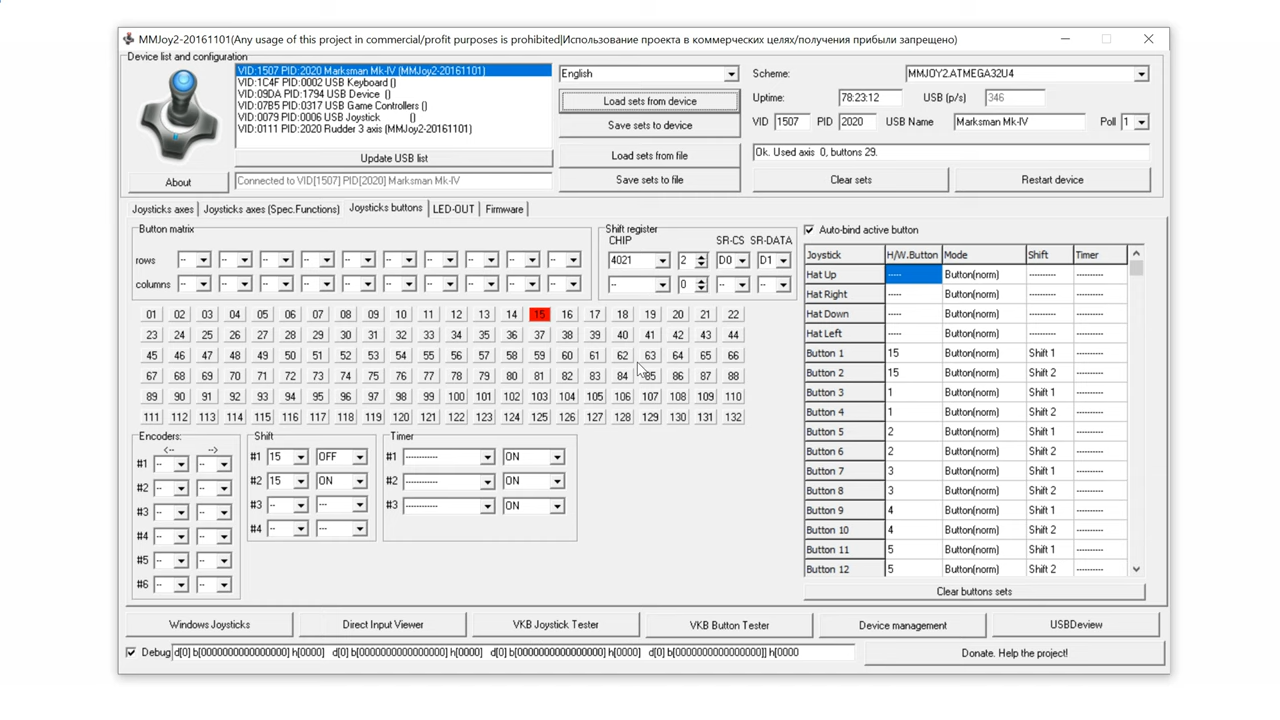 MMJoy2-20161101(Any usage of this project in commercial/profit purposes is prohibited|Использование проекта в коммерческих целях/получения прибыли запрещено)
Device list and configuration
VID:1507 PID:2020 Marksman Mk-IV (MMJoy2-20161101)
VID:1C4F PID:0002 USB Keyboard ()
VID:09DA PID:1794 USB Device ()
VID:07B5 PID:0317 USB Game Controllers ()
VID:0079 PID:0006 USB Joystick ()
VID:0111 PID:2020 Rudder 3 axis (MMJoy2-20161101)
Update USB list
About
Connected to VID[1507] PID[2020] Marksman Mk-IV
English
Load sets from device
Save sets to device
Load sets from file
Save sets to file
Scheme: MMJOY2.ATMEGA32U4
Uptime: 78:23:12 USB (p/s) 346
VID 1507 PID 2020 USB Name Marksman Mk-IV Poll 1
Ok. Used axis 0, buttons 29.
Clear sets Restart device
Joysticks axes Joysticks axes (Spec.Functions) Joysticks buttons LED-OUT Firmware
Button matrix
rows -- -- -- -- -- -- -- -- -- --
columns -- -- -- -- -- -- -- -- -- --
Shift register
CHIP SR-CS SR-DATA
4021 2 D0 D1
-- 0 -- --
01 02 03 04 05 06 07 08 09 10 11 12 13 14 15 16 17 18 19 20 21 22
23 24 25 26 27 28 29 30 31 32 33 34 35 36 37 38 39 40 41 42 43 44
45 46 47 48 49 50 51 52 53 54 55 56 57 58 59 60 61 62 63 64 65 66
67 68 69 70 71 72 73 74 75 76 77 78 79 80 81 82 83 84 85 86 87 88
89 90 91 92 93 94 95 96 97 98 99 100 101 102 103 104 105 106 107 108 109 110
111 112 113 114 115 116 117 118 119 120 121 122 123 124 125 126 127 128 129 130 131 132
Encoders:
<-- -->
#1 -- --
#2 -- --
#3 -- --
#4 -- --
#5 -- --
#6 -- --
Shift
#1 15 OFF
#2 15 ON
#3 -- ---
#4 -- ---
Timer
#1 ----------- ON
#2 ----------- ON
#3 ----------- ON
Auto-bind active button
Joystick H/W.Button Mode Shift Timer
Hat Up ----- Button(norm) --------- ----------
Hat Right ----- Button(norm) --------- ----------
Hat Down ----- Button(norm) --------- ----------
Hat Left ----- Button(norm) --------- ----------
Button 1 15 Button(norm) Shift 1 ----------
Button 2 15 Button(norm) Shift 2 ----------
Button 3 1 Button(norm) Shift 1 ----------
Button 4 1 Button(norm) Shift 2 ----------
Button 5 2 Button(norm) Shift 1 ----------
Button 6 2 Button(norm) Shift 2 ----------
Button 7 3 Button(norm) Shift 1 ----------
Button 8 3 Button(norm) Shift 2 ----------
Button 9 4 Button(norm) Shift 1 ----------
Button 10 4 Button(norm) Shift 2 ----------
Button 11 5 Button(norm) Shift 1 ----------
Button 12 5 Button(norm) Shift 2 ----------
Clear buttons sets
Windows Joysticks Direct Input Viewer VKB Joystick Tester VKB Button Tester Device management USBDeview
Debug d[0] b[0000000000000000] h[0000] d[0] b[0000000000000000] h[0000] d[0] b[0000000000000000] h[0000] d[0] b[0000000000000000]] h[0000
Donate. Help the project!